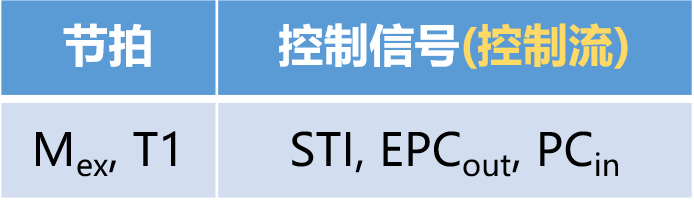 节拍 控制信号(控制流)
Mex, T1 STI, EPCout, PCin